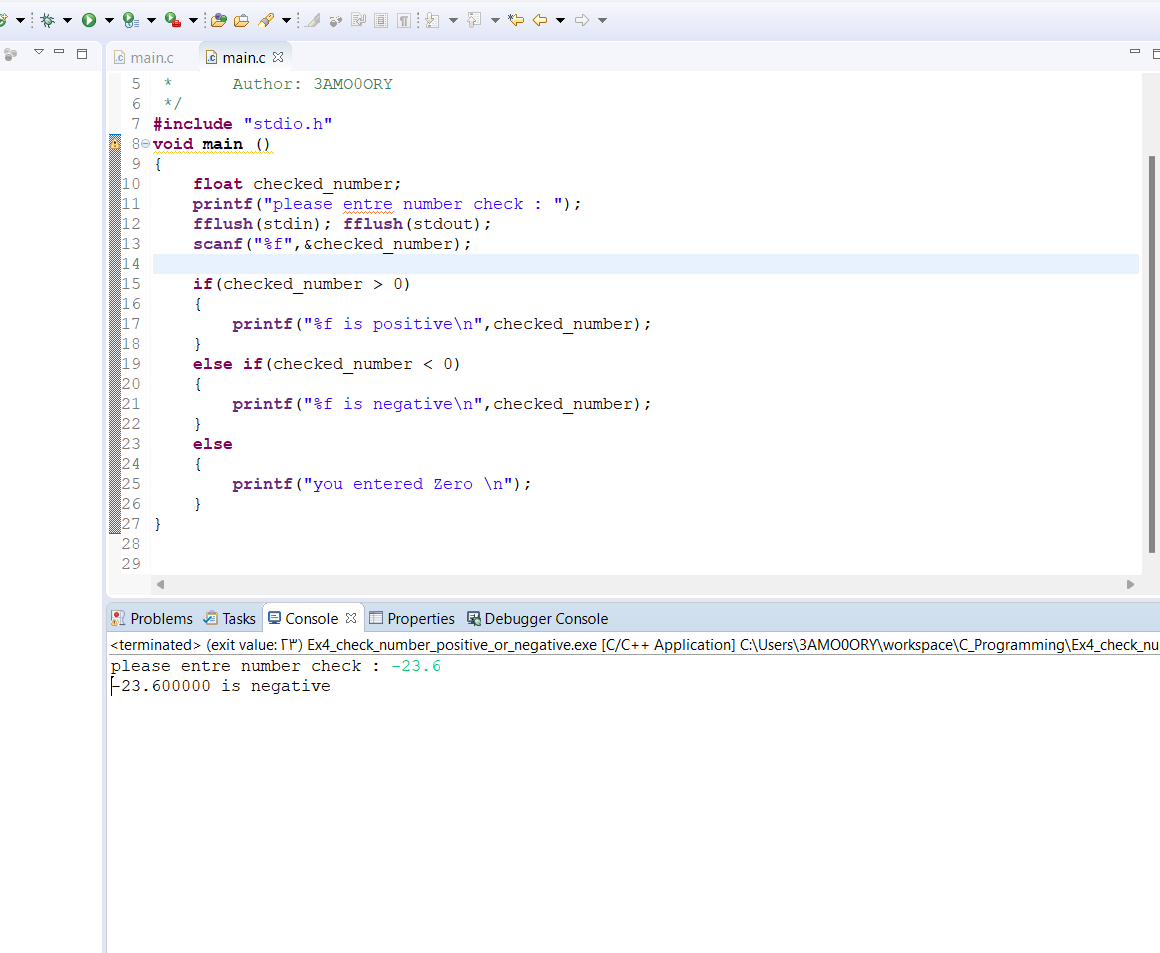 main.c main.c
5 * Author: 3AMO0ORY
6 */
7 #include "stdio.h"
8 void main ()
9 {
10 float checked_number;
11 printf("please entre number check : ");
12 fflush(stdin); fflush(stdout);
13 scanf("%f",&checked_number);
14
15 if(checked_number > 0)
16 {
17 printf("%f is positive\n",checked_number);
18 }
19 else if(checked_number < 0)
20 {
21 printf("%f is negative\n",checked_number);
22 }
23 else
24 {
25 printf("you entered Zero \n");
26 }
27 }
28
29
Problems Tasks Console Properties Debugger Console
<terminated> (exit value: ٢٣) Ex4_check_number_positive_or_negative.exe [C/C++ Application] C:\Users\3AMO0ORY\workspace\C_Programming\Ex4_check_nu
please entre number check : -23.6
-23.600000 is negative